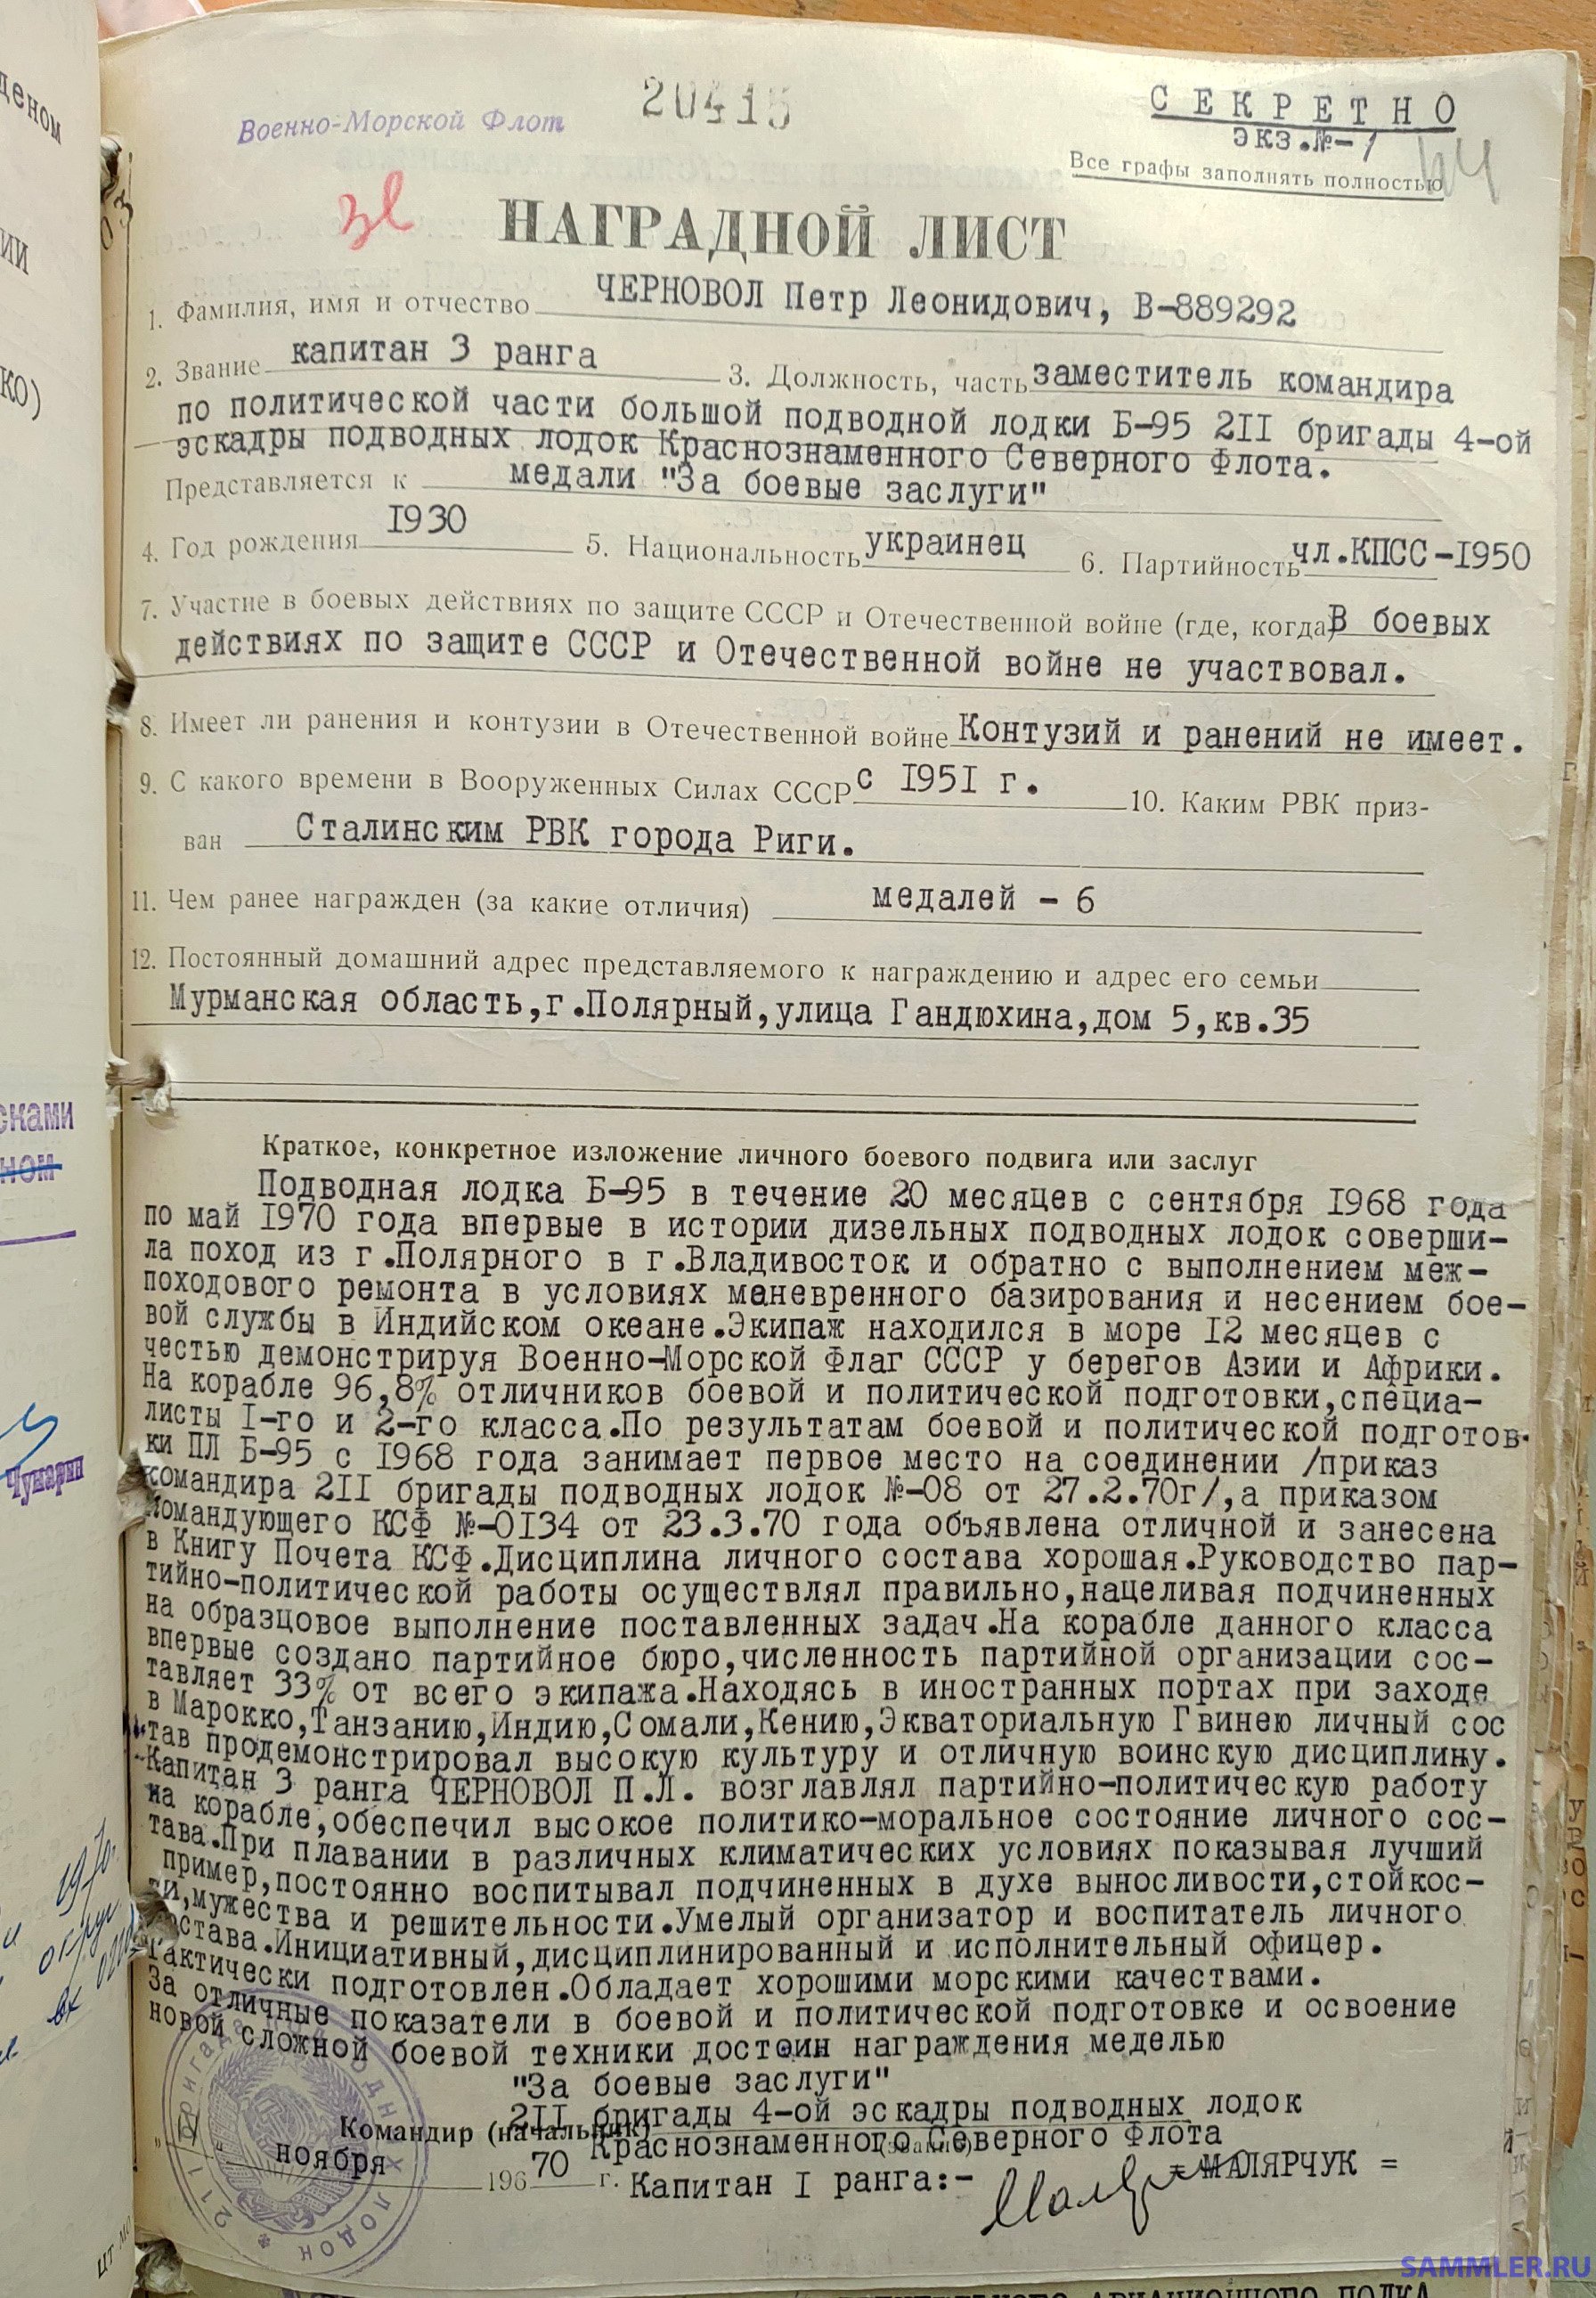 Военно-Морской Флот
20415
СЕКРЕТНО
экз.№-1
Все графы заполнять полностью
НАГРАДНОЙ ЛИСТ
1. Фамилия, имя и отчество ЧЕРНОВОЛ Петр Леонидович, В-889292
2. Звание капитан 3 ранга 3. Должность, часть заместитель командира
по политической части большой подводной лодки Б-95 211 бригады 4-ой
эскадры подводных лодок Краснознаменного Северного Флота.
Представляется к медали "За боевые заслуги"
4. Год рождения 1930 5. Национальность украинец 6. Партийность чл.КПСС-1950
7. Участие в боевых действиях по защите СССР и Отечественной войне (где, когда) В боевых
действиях по защите СССР и Отечественной войне не участвовал.
8. Имеет ли ранения и контузии в Отечественной войне Контузий и ранений не имеет.
9. С какого времени в Вооруженных Силах СССР с 1951 г. 10. Каким РВК приз-
ван Сталинским РВК города Риги.
11. Чем ранее награжден (за какие отличия) медалей - 6
12. Постоянный домашний адрес представляемого к награждению и адрес его семьи
Мурманская область,г.Полярный,улица Гандюхина,дом 5,кв.35
Краткое, конкретное изложение личного боевого подвига или заслуг
Подводная лодка Б-95 в течение 20 месяцев с сентября 1968 года
по май 1970 года впервые в истории дизельных подводных лодок соверши-
ла поход из г.Полярного в г.Владивосток и обратно с выполнением меж-
походового ремонта в условиях маневренного базирования и несением бое-
вой службы в Индийском океане.Экипаж находился в море 12 месяцев с
честью демонстрируя Военно-Морской Флаг СССР у берегов Азии и Африки.
На корабле 96,8% отличников боевой и политической подготовки,специа-
листы 1-го и 2-го класса.По результатам боевой и политической подготов-
ки ПЛ Б-95 с 1968 года занимает первое место на соединении /приказ
командира 211 бригады подводных лодок №-08 от 27.2.70г/,а приказом
Командующего КСФ №-0134 от 23.3.70 года объявлена отличной и занесена
в Книгу Почета КСФ.Дисциплина личного состава хорошая.Руководство пар-
тийно-политической работы осуществлял правильно,нацеливая подчиненных
на образцовое выполнение поставленных задач.На корабле данного класса
впервые создано партийное бюро,численность партийной организации сос-
тавляет 33% от всего экипажа.Находясь в иностранных портах при заходе
в Марокко,Танзанию,Индию,Сомали,Кению,Экваториальную Гвинею личный сос
тав продемонстрировал высокую культуру и отличную воинскую дисциплину.
Капитан 3 ранга ЧЕРНОВОЛ П.Л. возглавлял партийно-политическую работу
на корабле,обеспечил высокое политико-моральное состояние личного сос-
тава.При плавании в различных климатических условиях показывая лучший
пример,постоянно воспитывал подчиненных в духе выносливости,стойкос-
ти,мужества и решительности.Умелый организатор и воспитатель личного
состава.Инициативный,дисциплинированный и исполнительный офицер.
Тактически подготовлен.Обладает хорошими морскими качествами.
За отличные показатели в боевой и политической подготовке и освоение
новой сложной боевой техники достоин награждения меделью
"За боевые заслуги"
Командир (начальник) 211 бригады 4-ой эскадры подводных лодок
Краснознаменного Северного Флота
ноября 196 70 г. Капитан 1 ранга:- = МАЛЯРЧУК =
SAMMLER.RU